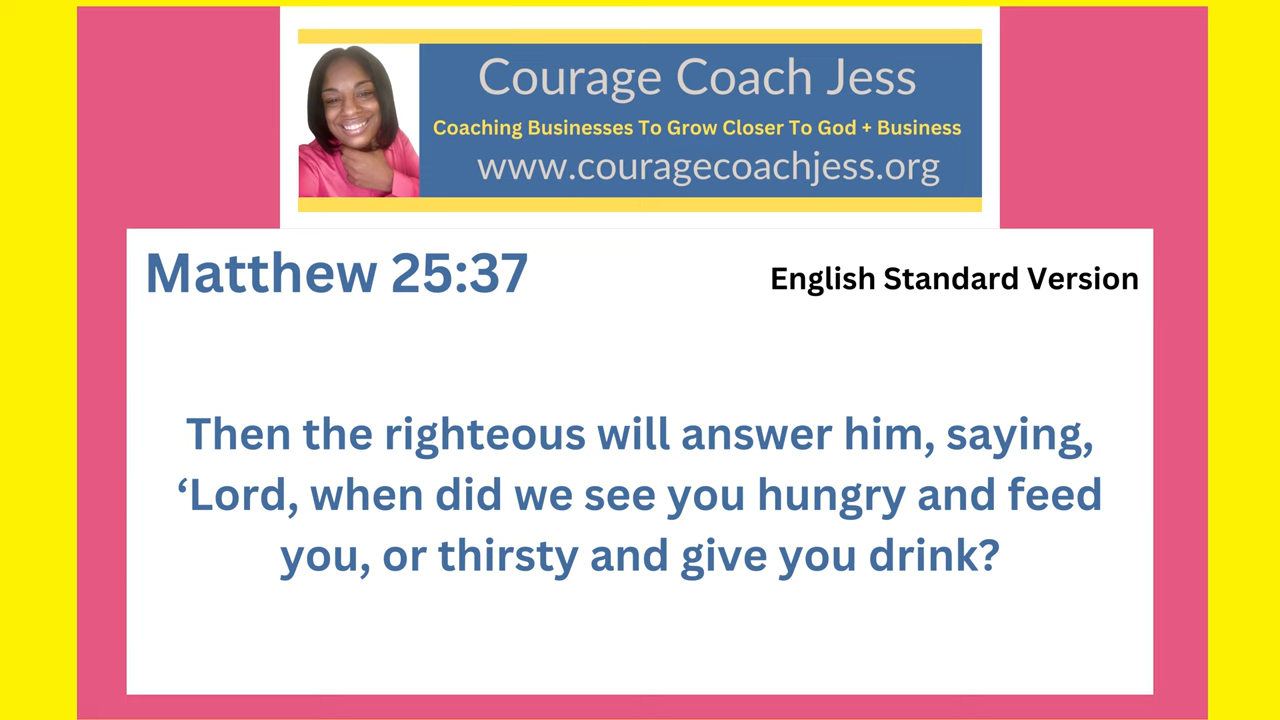 Courage Coach Jess
Coaching Businesses To Grow Closer To God + Business
www.couragecoachjess.org
Matthew 25:37
English Standard Version
Then the righteous will answer him, saying,
‘Lord, when did we see you hungry and feed
you, or thirsty and give you drink?